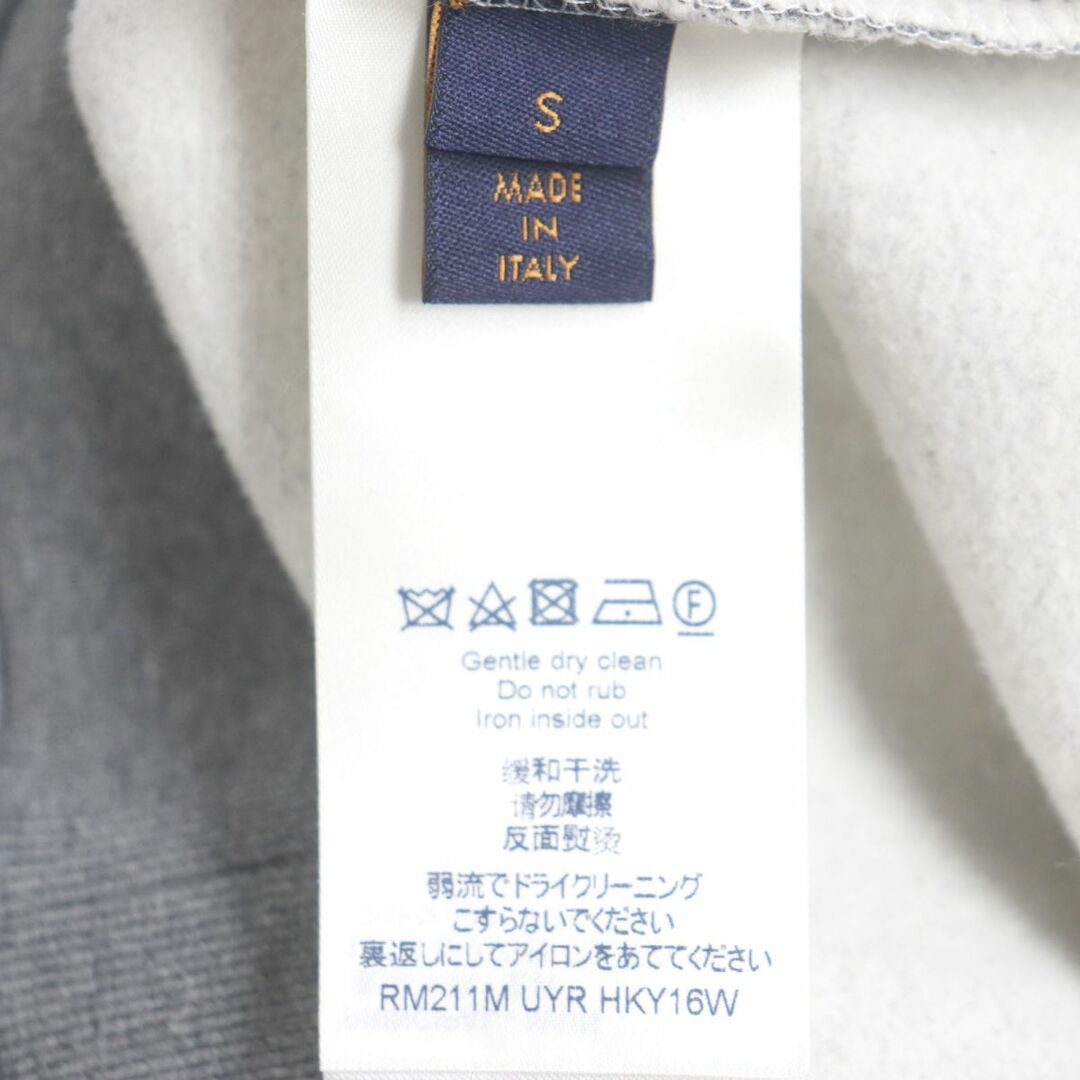 S
MADE
IN
ITALY
F
Gentle dry clean
Do not rub
Iron inside out
缓和干洗
请勿摩擦
反面熨烫
弱流でドライクリーニング
こすらないでください
裏返しにしてアイロンをあててください
RM211M UYR HKY16W